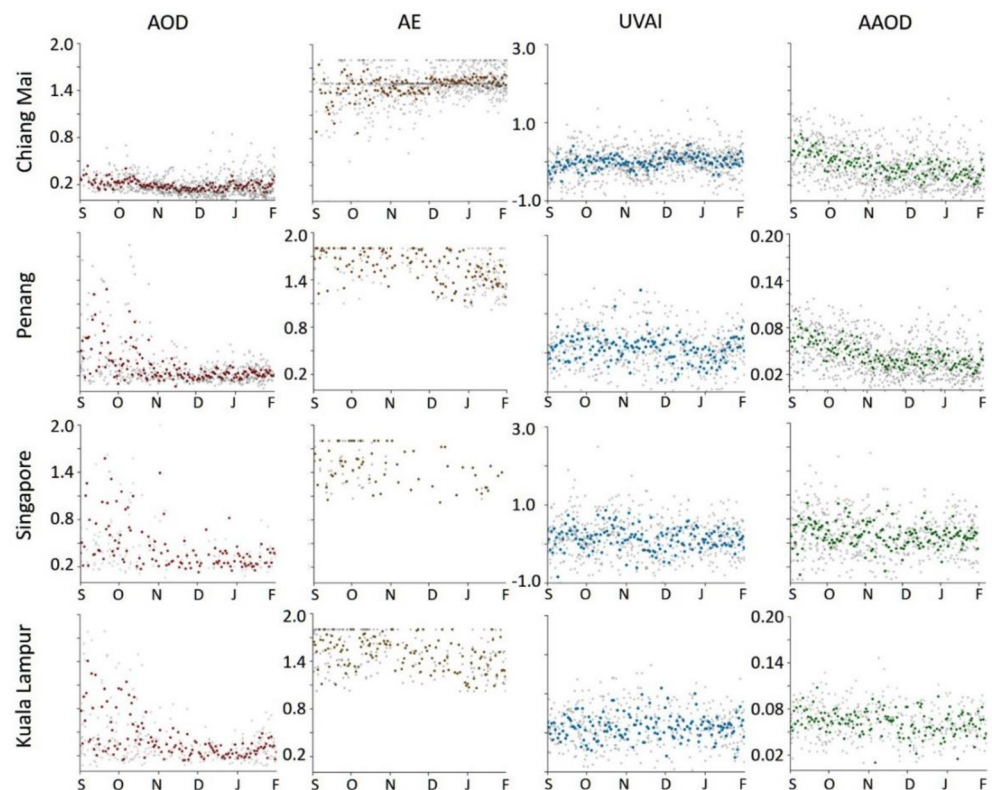 AOD AE UVAI AAOD
Chiang Mai
2.0 3.0
1.4
0.8 1.0
0.2
-1.0
S O N D J F S O N D J F S O N D J F S O N D J F
Penang
2.0 0.20
1.4 0.14
0.8 0.08
0.2 0.02
S O N D J F S O N D J F S O N D J F S O N D J F
Singapore
2.0 3.0
1.4
0.8 1.0
0.2
-1.0
S O N D J F S O N D J F S O N D J F S O N D J F
Kuala Lampur
2.0 0.20
1.4 0.14
0.8 0.08
0.2 0.02
S O N D J F S O N D J F S O N D J F S O N D J F